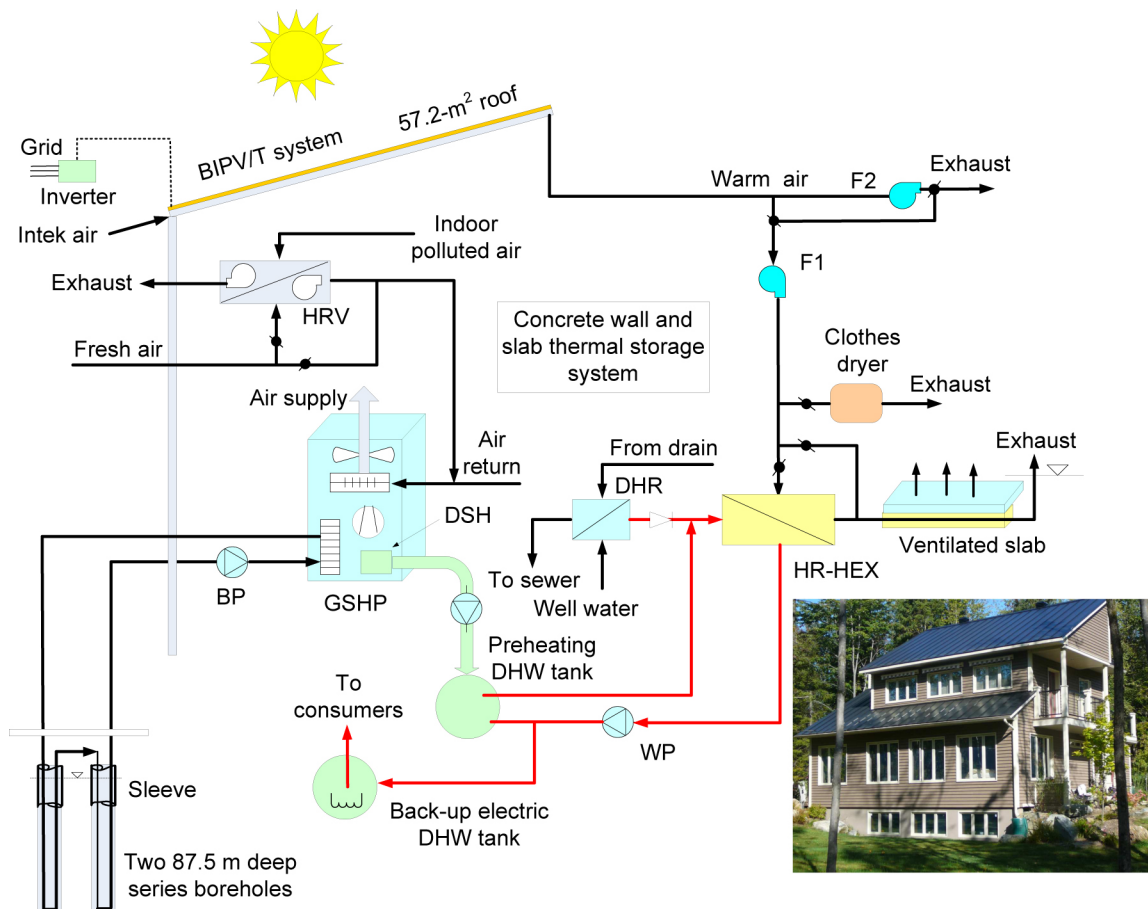 57.2-m² roof
BIPV/T system
Grid
Inverter
Intek air
Warm air
F2
Exhaust
Indoor
polluted air
Exhaust
HRV
F1
Fresh air
Concrete wall and
slab thermal storage
system
Clothes
dryer
Exhaust
Air supply
Air
return
From drain
DHR
Exhaust
DSH
Ventilated slab
BP
GSHP
To sewer
Well water
HR-HEX
Preheating
DHW tank
To
consumers
WP
Sleeve
Back-up electric
DHW tank
Two 87.5 m deep
series boreholes